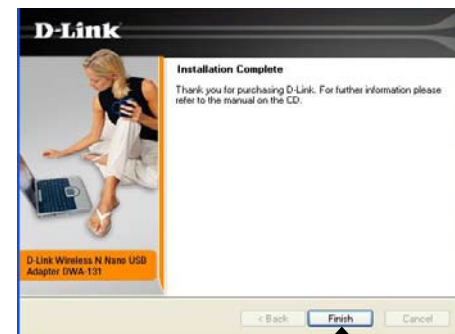 D-Link
Installation Complete
Thank you for purchasing D-Link. For further information please
refer to the manual on the CD.
D-Link Wireless N Nano USB
Adapter DWA-131
< Back
Finish
Cancel